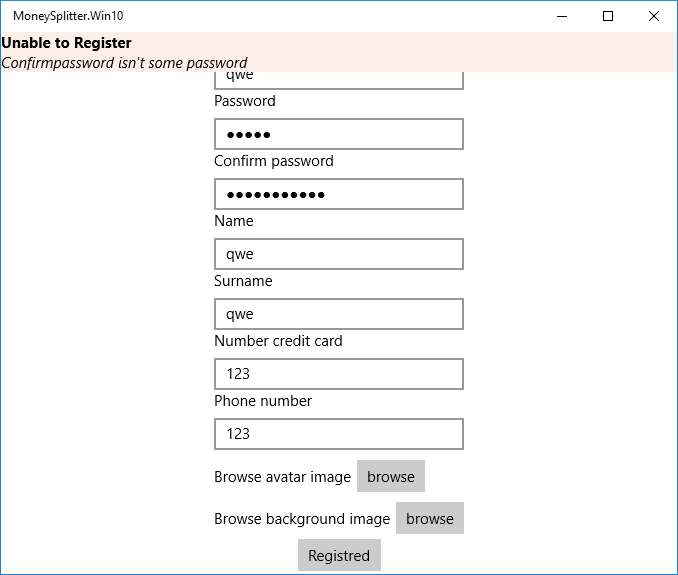 MoneySplitter.Win10
Unable to Register
Confirmpassword isn't some password
qwe
Password
●●●●●
Confirm password
●●●●●●●●●●●
Name
qwe
Surname
qwe
Number credit card
123
Phone number
123
Browse avatar image browse
Browse background image browse
Registred